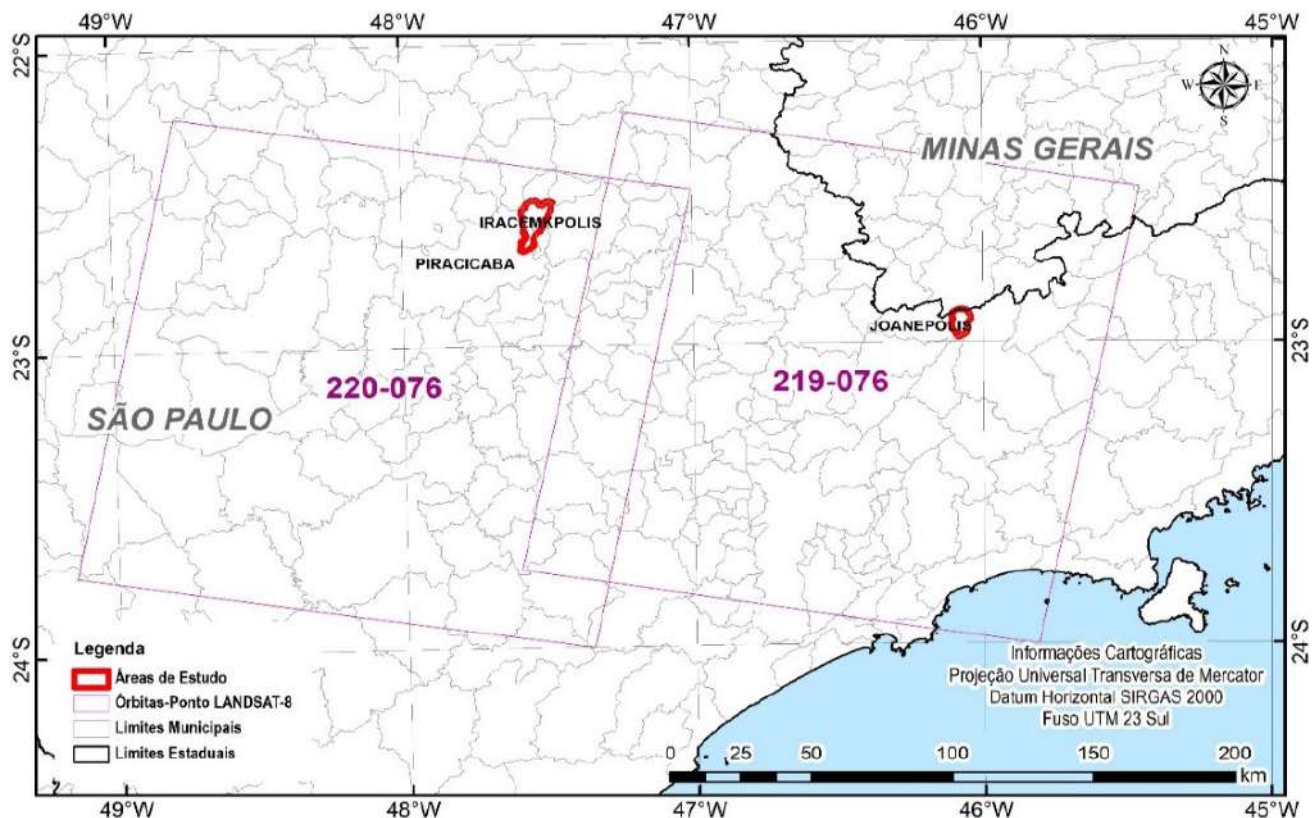 49°W 48°W 47°W 46°W 45°W
22°S
22°S
N
W E
S
MINAS GERAIS
IRACEMÁPOLIS
PIRACICABA
JOANÉPOLIS
23°S
23°S
220-076
219-076
SÃO PAULO
24°S
24°S
Legenda
Áreas de Estudo
Órbitas-Ponto LANDSAT-8
Limites Municipais
Limites Estaduais
Informações Cartográficas
Projeção Universal Transversa de Mercator
Datum Horizontal SIRGAS 2000
Fuso UTM 23 Sul
0 25 50 100 150 200
km
49°W 48°W 47°W 46°W 45°W